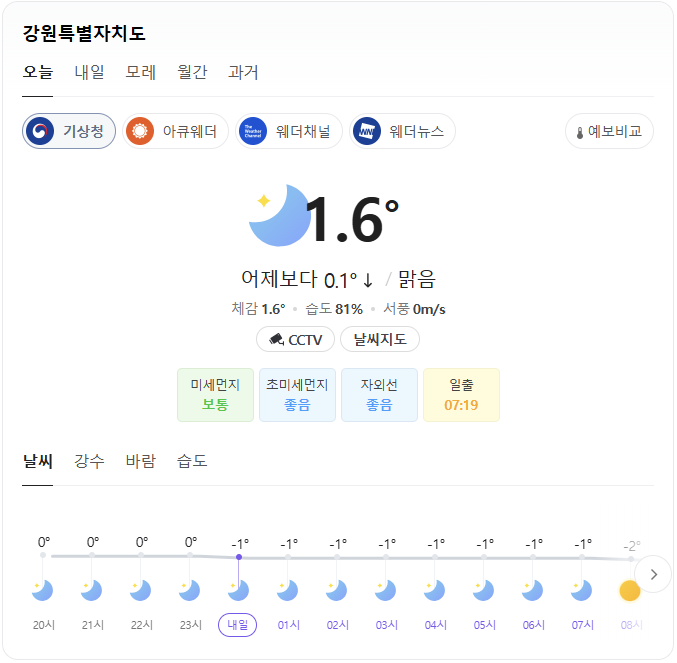 강원특별자치도
오늘 내일 모레 월간 과거
기상청 The Weather Channel 아큐웨더 웨더채널 WN 웨더뉴스 예보비교
1.6°
어제보다 0.1°↓ / 맑음
체감 1.6° • 습도 81% • 서풍 0m/s
CCTV 날씨지도
미세먼지 초미세먼지 자외선 일출
보통 좋음 좋음 07:19
날씨 강수 바람 습도
0° 0° 0° 0° -1° -1° -1° -1° -1° -1° -1° -1° -2°
20시 21시 22시 23시 내일 01시 02시 03시 04시 05시 06시 07시 08시